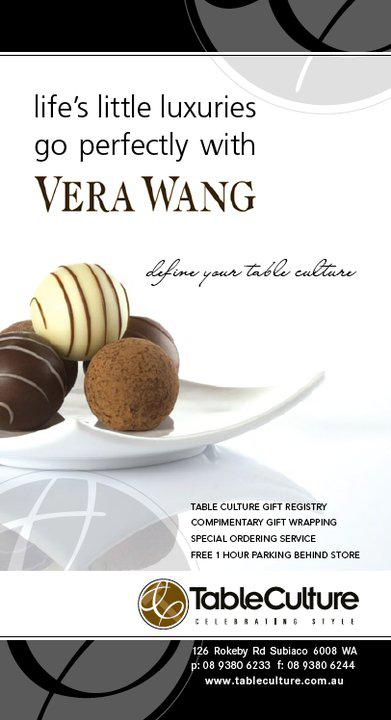 life's little luxuries
go perfectly with
VERA WANG
define your table culture
TABLE CULTURE GIFT REGISTRY
COMPIMENTARY GIFT WRAPPING
SPECIAL ORDERING SERVICE
FREE 1 HOUR PARKING BEHIND STORE
TableCulture
CELEBRATING STYLE
126 Rokeby Rd Subiaco 6008 WA
p: 08 9380 6233 f: 08 9380 6244
www.tableculture.com.au